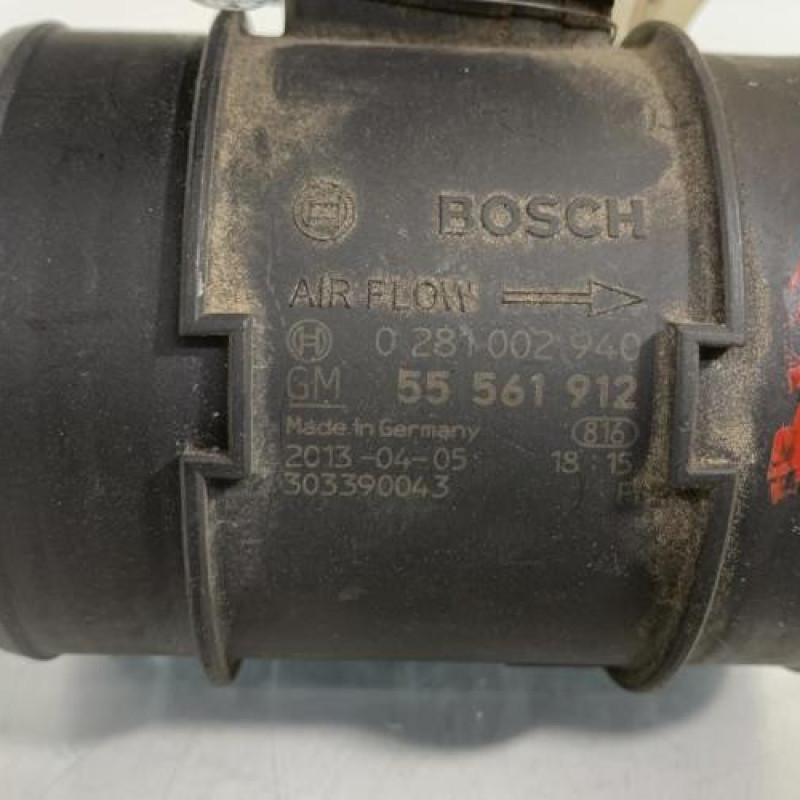 BOSCH
AIR FLOW
0 281 002 940
GM 55 561 912
Made in Germany 816
2013-04-05 18:15
303390043